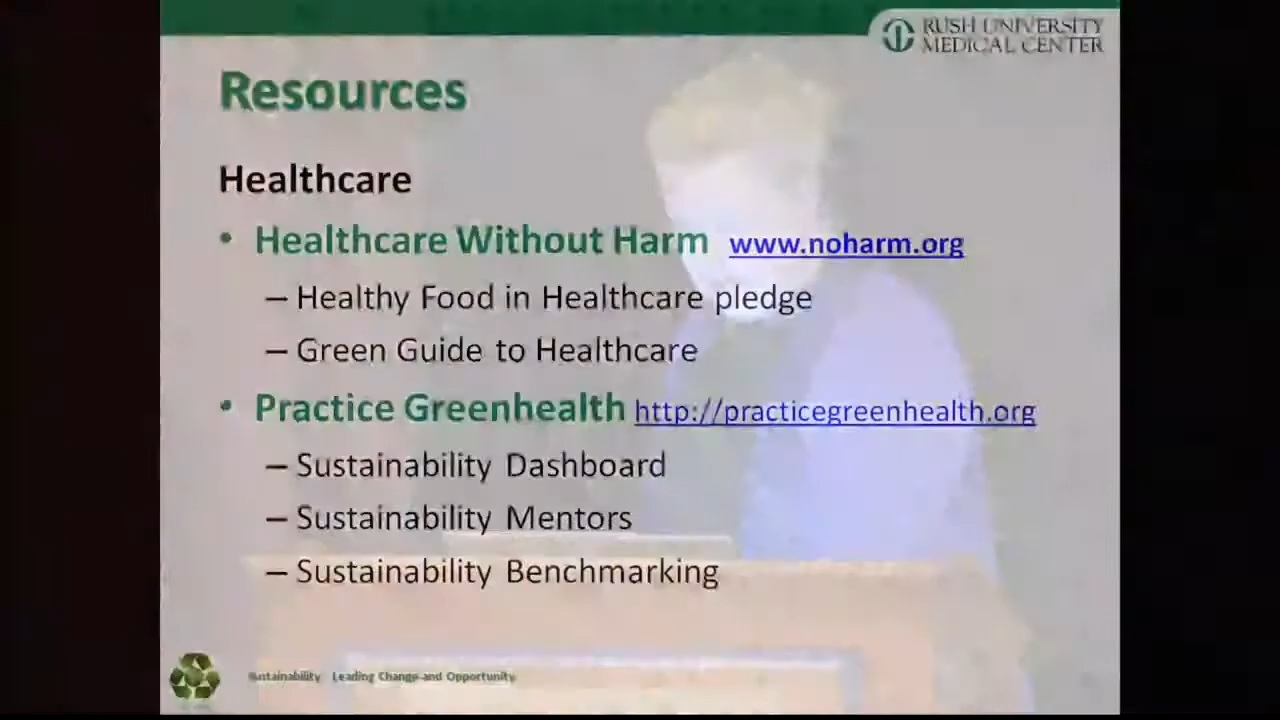 RUSH UNIVERSITY
MEDICAL CENTER
Resources
Healthcare
• Healthcare Without Harm www.noharm.org
– Healthy Food in Healthcare pledge
– Green Guide to Healthcare
• Practice Greenhealth http://practicegreenhealth.org
– Sustainability Dashboard
– Sustainability Mentors
– Sustainability Benchmarking
Sustainability Leading Change and Opportunity